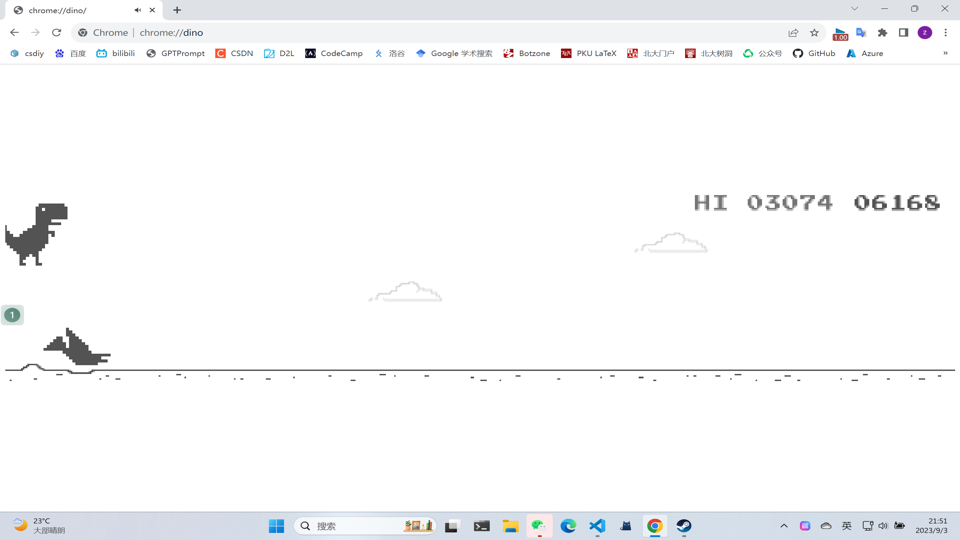 chrome://dino/
Chrome | chrome://dino
1.00
z
csdiy 百度 bilibili GPTPrompt CSDN D2L CodeCamp 洛谷 Google 学术搜索 Botzone PKU LaTeX 北大门户 北大树洞 公众号 GitHub Azure »
HI 03074 06168
1
23°C
大部晴朗
搜索
英
21:51
2023/9/3